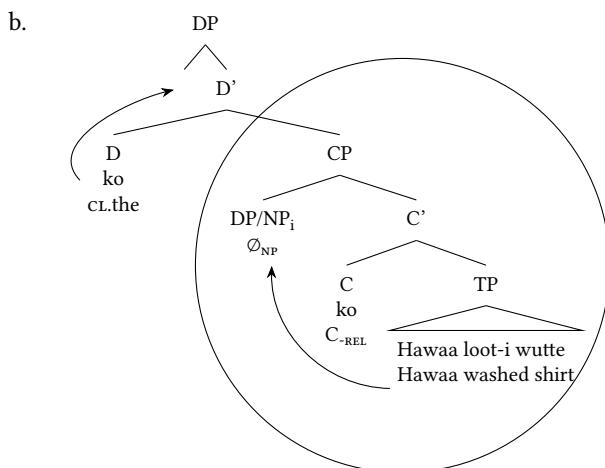 b.
DP
D’
D CP
ko
CL.the
DP/NPi C’
∅NP
C TP
ko
C-REL
Hawaa loot-i wutte
Hawaa washed shirt